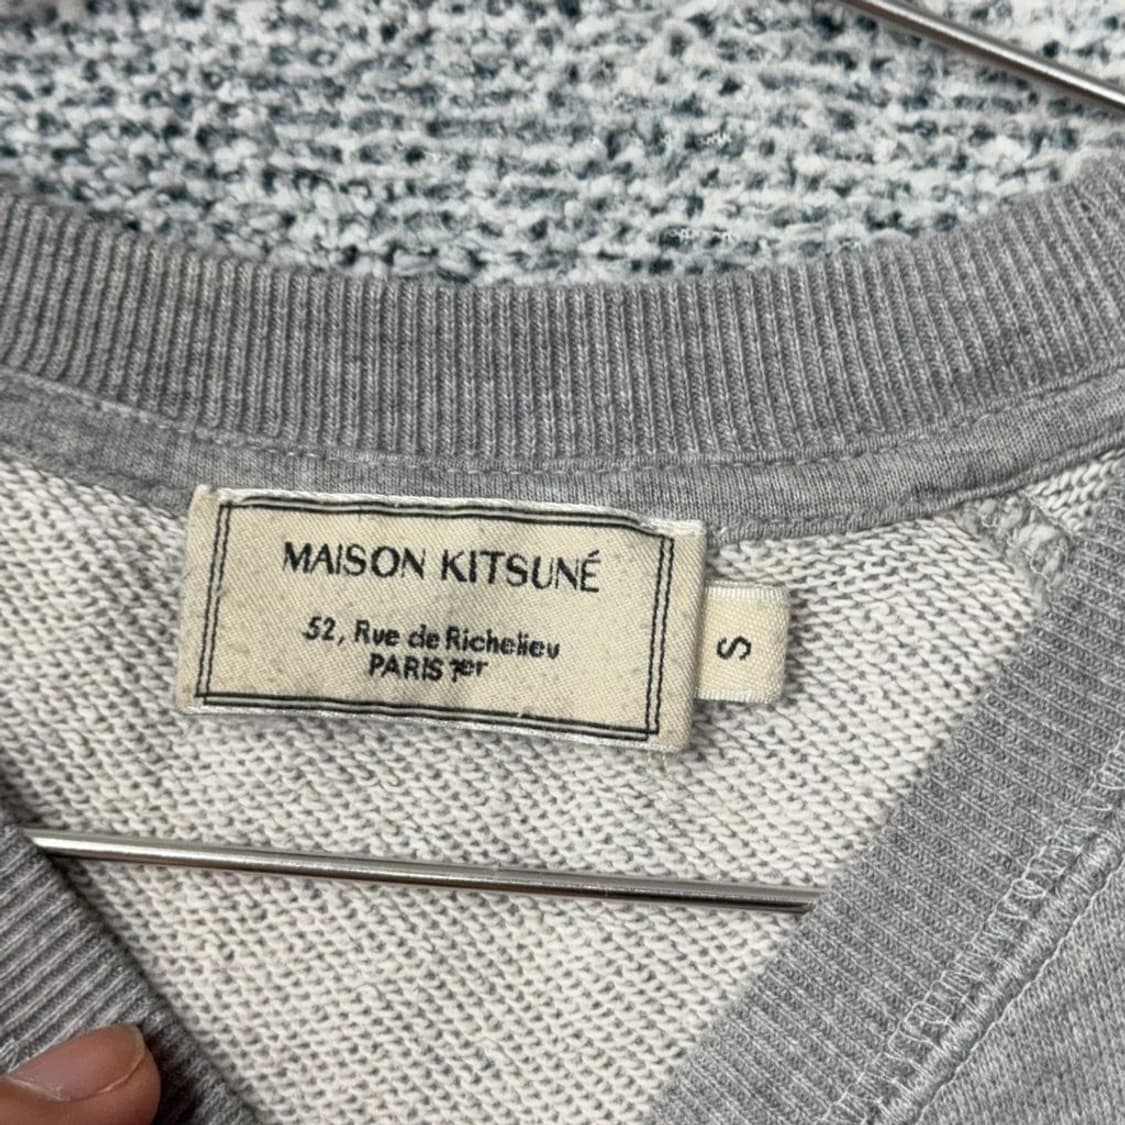 MAISON KITSUNÉ
52, Rue de Richelieu
PARIS 1er
S